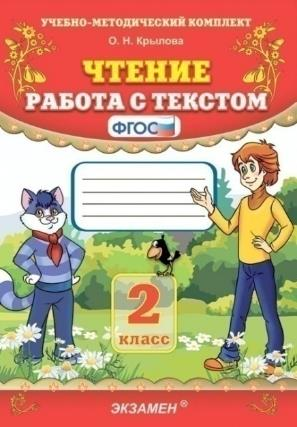 УЧЕБНО-МЕТОДИЧЕСКИЙ КОМПЛЕКТ
О. Н. Крылова
ЧТЕНИЕ
РАБОТА С ТЕКСТОМ
ФГОС
2
класс
ЭКЗАМЕН®